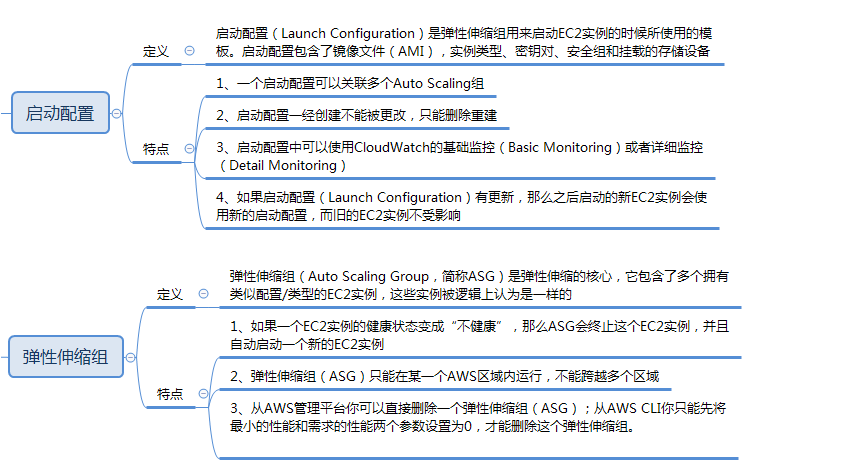 启动配置
定义
启动配置（Launch Configuration）是弹性伸缩组用来启动EC2实例的时候所使用的模
板。启动配置包含了镜像文件（AMI），实例类型、密钥对、安全组和挂载的存储设备
特点
1、一个启动配置可以关联多个Auto Scaling组
2、启动配置一经创建不能被更改，只能删除重建
3、启动配置中可以使用CloudWatch的基础监控（Basic Monitoring）或者详细监控
（Detail Monitoring）
4、如果启动配置（Launch Configuration）有更新，那么之后启动的新EC2实例会使
用新的启动配置，而旧的EC2实例不受影响
弹性伸缩组
定义
弹性伸缩组（Auto Scaling Group，简称ASG）是弹性伸缩的核心，它包含了多个拥有
类似配置/类型的EC2实例，这些实例被逻辑上认为是一样的
特点
1、如果一个EC2实例的健康状态变成“不健康”，那么ASG会终止这个EC2实例，并且
自动启动一个新的EC2实例
2、弹性伸缩组（ASG）只能在某一个AWS区域内运行，不能跨越多个区域
3、从AWS管理平台你可以直接删除一个弹性伸缩组（ASG）；从AWS CLI你只能先将
最小的性能和需求的性能两个参数设置为0，才能删除这个弹性伸缩组。